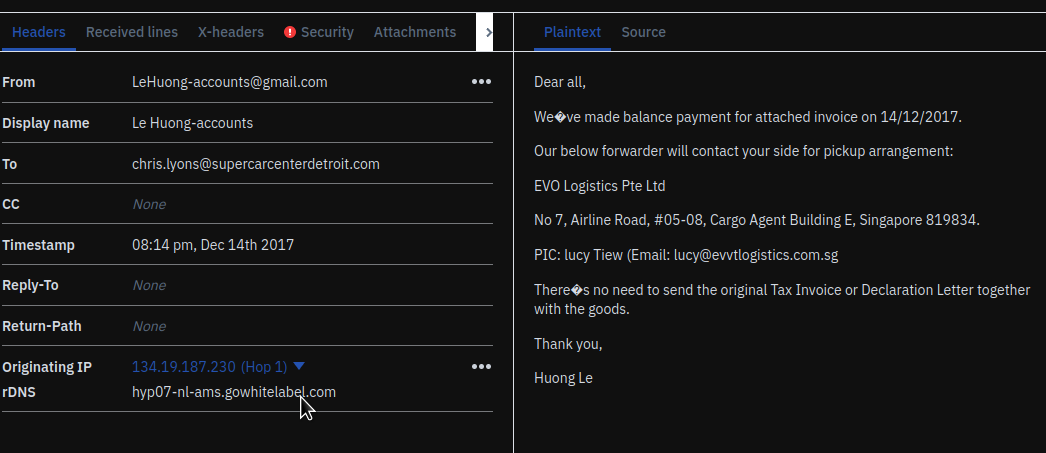 Headers Received lines X-headers Security Attachments
Plaintext Source
From LeHuong-accounts@gmail.com
Display name Le Huong-accounts
To chris.lyons@supercarcenterdetroit.com
CC None
Timestamp 08:14 pm, Dec 14th 2017
Reply-To None
Return-Path None
Originating IP 134.19.187.230 (Hop 1)
rDNS hyp07-nl-ams.gowhitelabel.com
Dear all,
We�ve made balance payment for attached invoice on 14/12/2017.
Our below forwarder will contact your side for pickup arrangement:
EVO Logistics Pte Ltd
No 7, Airline Road, #05-08, Cargo Agent Building E, Singapore 819834.
PIC: lucy Tiew (Email: lucy@evvtlogistics.com.sg
There�s no need to send the original Tax Invoice or Declaration Letter together
with the goods.
Thank you,
Huong Le